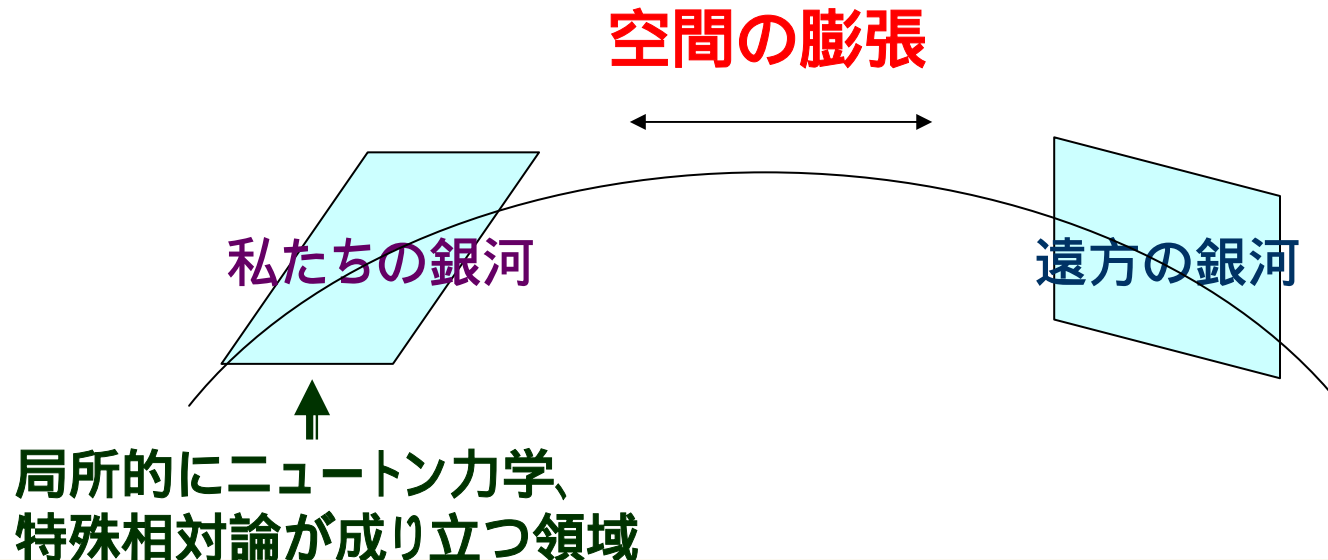 空間の膨張
私たちの銀河
遠方の銀河
局所的にニュートン力学、
特殊相対論が成り立つ領域